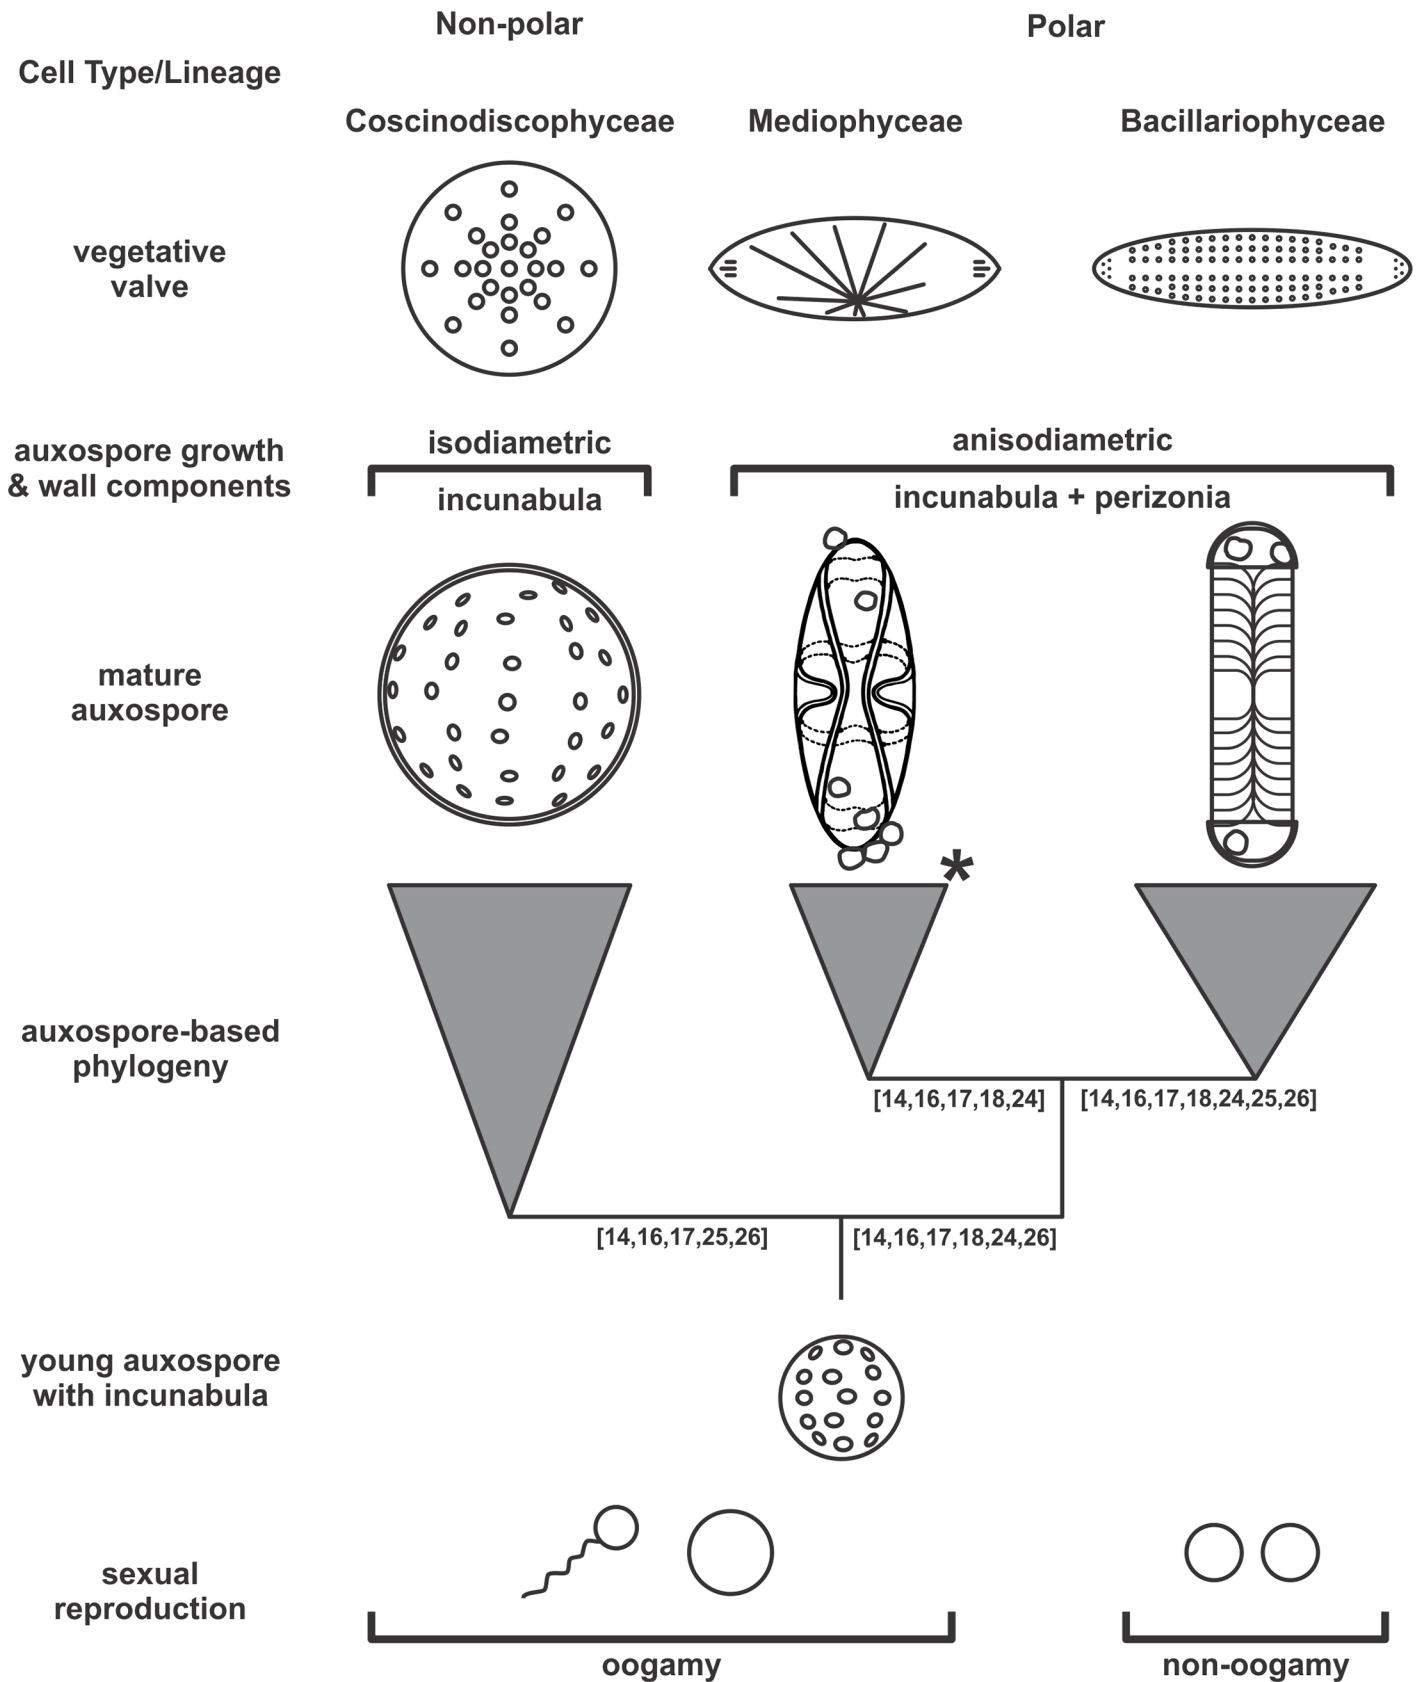 Non-polar
Polar
Cell Type/Lineage
Coscinodiscophyceae
Mediophyceae
Bacillariophyceae
vegetative
valve
auxospore growth
& wall components
isodiametric
anisodiametric
incunabula
incunabula + perizonia
mature
auxospore
*
auxospore-based
phylogeny
[14,16,17,18,24]
[14,16,17,18,24,25,26]
[14,16,17,25,26]
[14,16,17,18,24,26]
young auxospore
with incunabula
sexual
reproduction
oogamy
non-oogamy